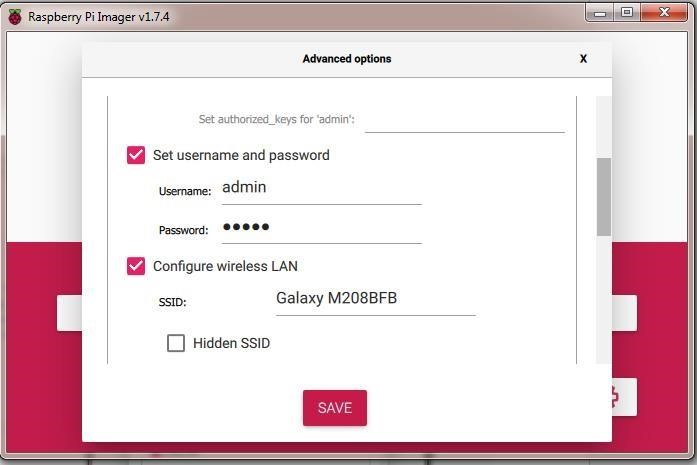 Raspberry Pi Imager v1.7.4
Advanced options
X
Set authorized_keys for 'admin':
Set username and password
Username: admin
Password: ●●●●●
Configure wireless LAN
SSID: Galaxy M208BFB
Hidden SSID
SAVE